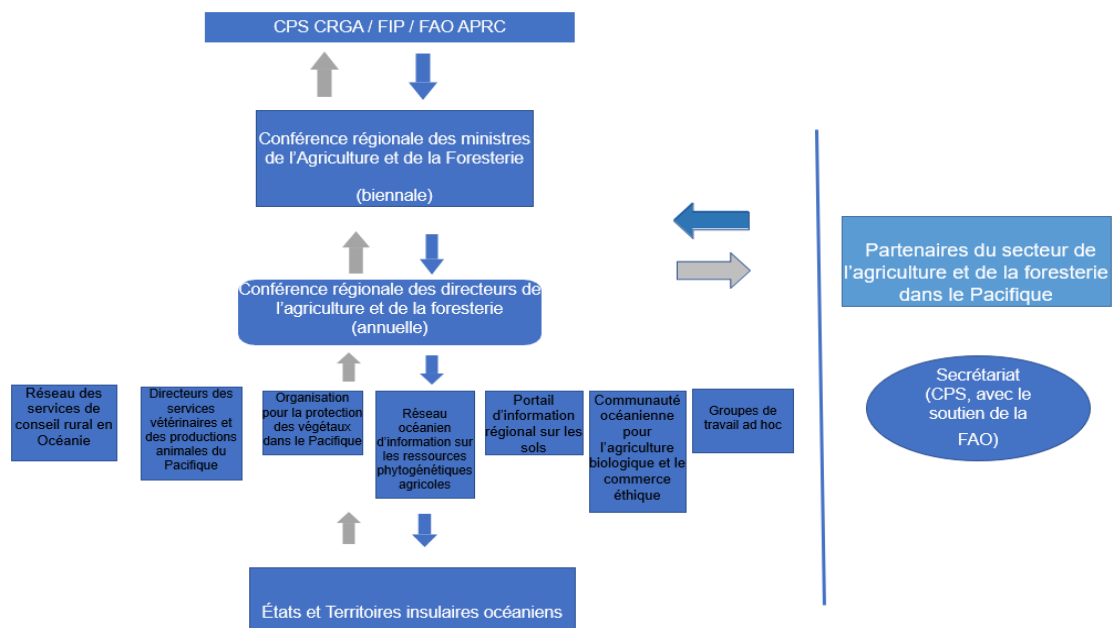 CPS CRGA / FIP / FAO APRC
Conférence régionale des ministres
de l'Agriculture et de la Foresterie
(biennale)
Conférence régionale des directeurs de
l'agriculture et de la foresterie
(annuelle)
Réseau des
services de
conseil rural en
Océanie
Directeurs des
services
vétérinaires et
des productions
animales du
Pacifique
Organisation
pour la protection
des végétaux
dans le Pacifique
Réseau
océanien
d'information sur
les ressources
phytogénétiques
agricoles
Portail
d'information
régional sur les
sols
Communauté
océanienne
pour
l'agriculture
biologique et le
commerce
éthique
Groupes de
travail ad hoc
États et Territoires insulaires océaniens
Partenaires du secteur de
l'agriculture et de la foresterie
dans le Pacifique
Secrétariat
(CPS, avec le
soutien de la
FAO)